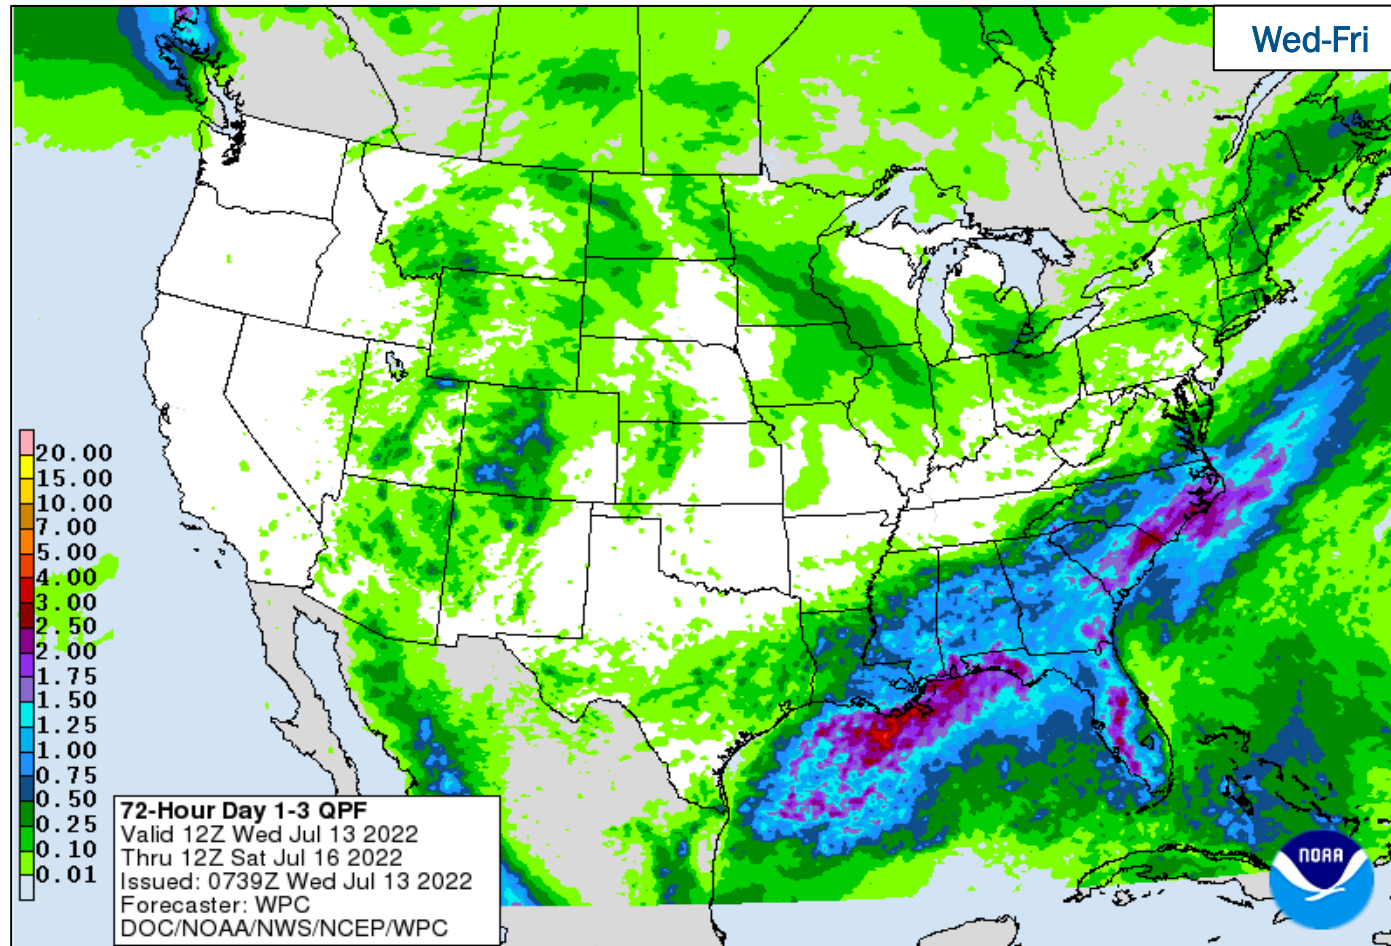 Wed-Fri
20.00
15.00
10.00
7.00
5.00
4.00
3.00
2.50
2.00
1.75
1.50
1.25
1.00
0.75
0.50
0.25
0.10
0.01
72-Hour Day 1-3 QPF
Valid 12Z Wed Jul 13 2022
Thru 12Z Sat Jul 16 2022
Issued: 0739Z Wed Jul 13 2022
Forecaster: WPC
DOC/NOAA/NWS/NCEP/WPC
NOAA